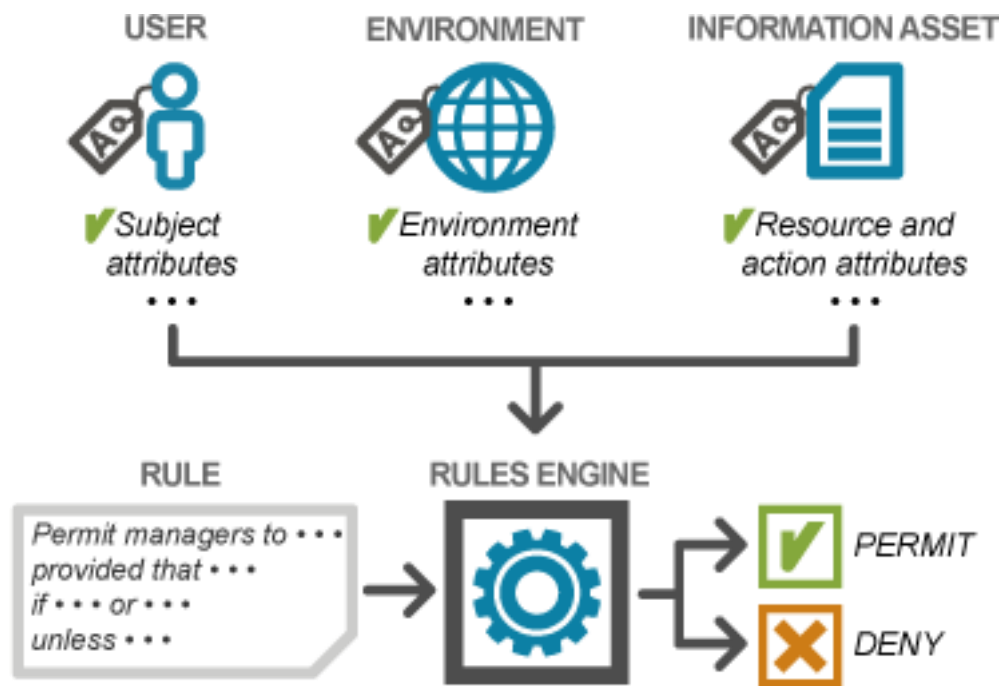 USER
ENVIRONMENT
INFORMATION ASSET
A
A
A
✔Subject
attributes
• • •
✔Environment
attributes
• • •
✔Resource and
action attributes
• • •
RULE
RULES ENGINE
Permit managers to • • •
provided that • • •
if • • • or • • •
unless • • •
PERMIT
DENY